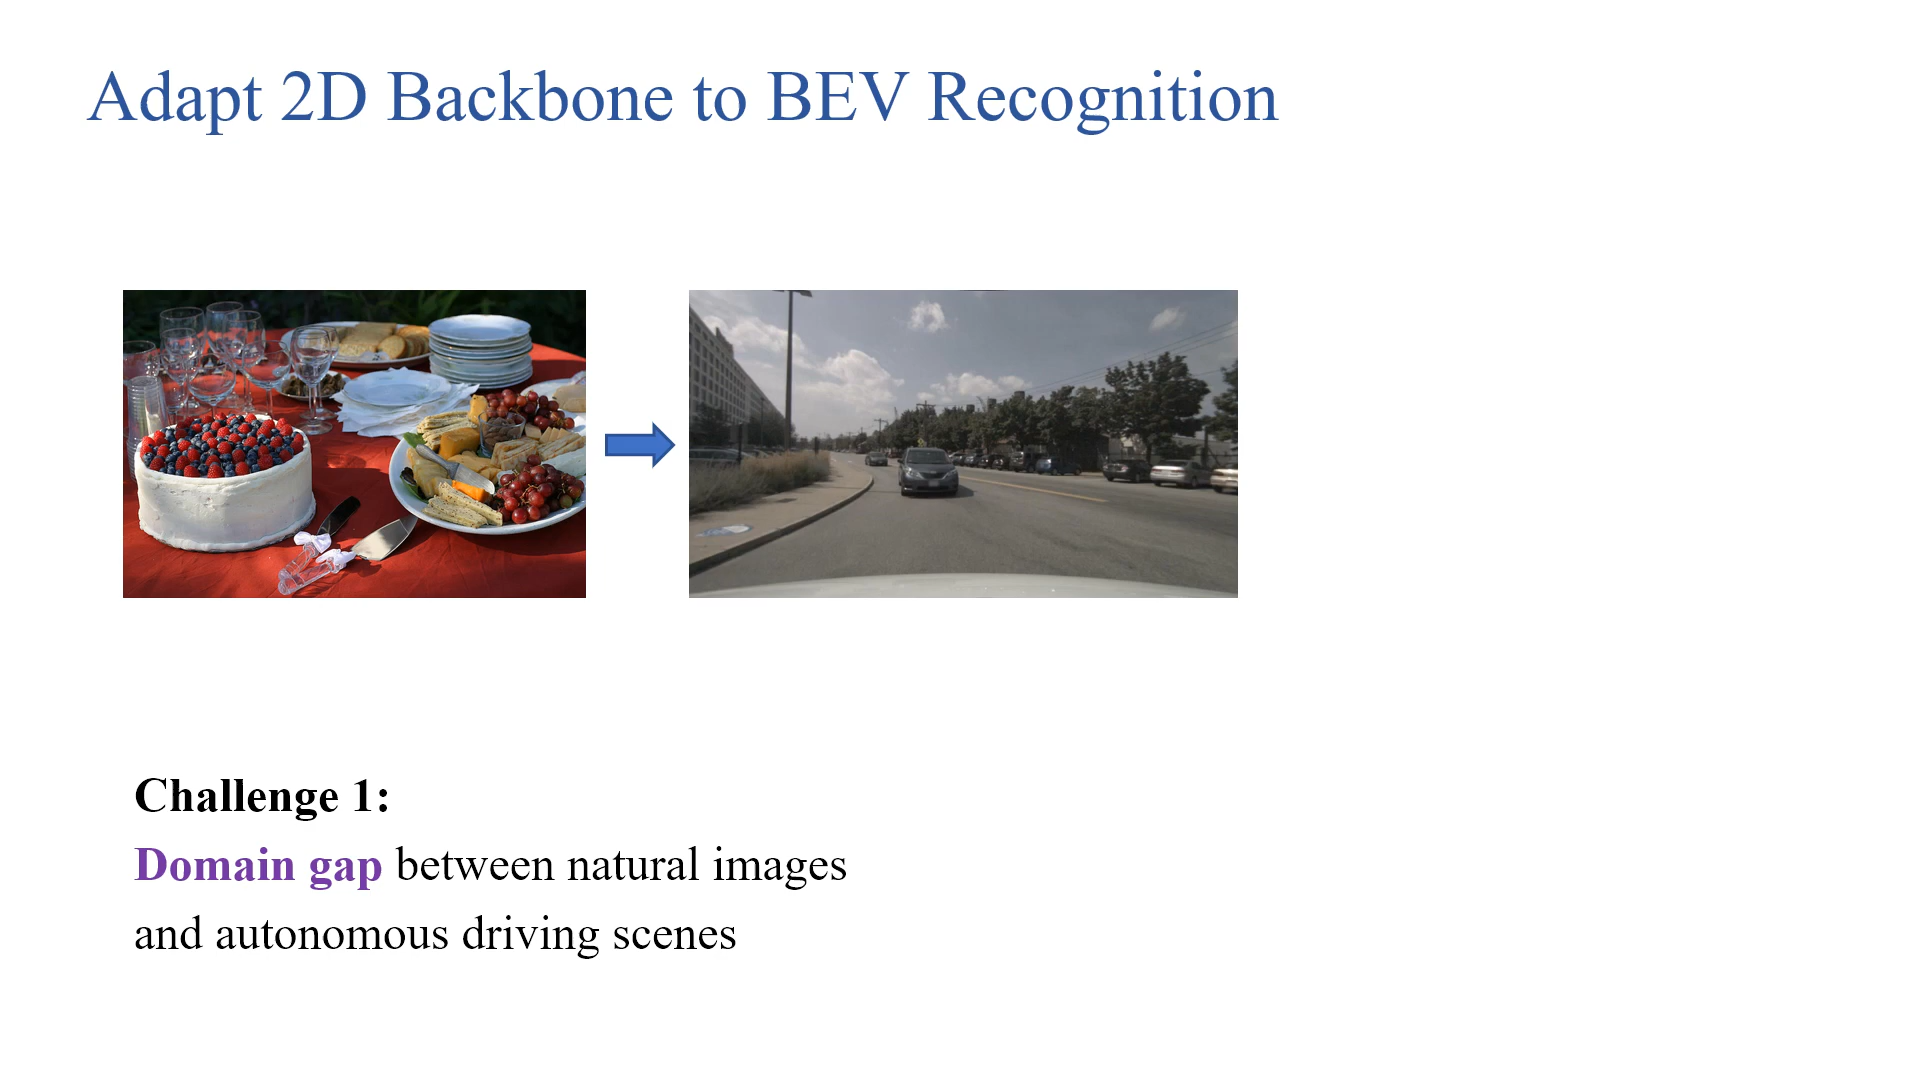 Adapt 2D Backbone to BEV Recognition
Challenge 1:
Domain gap between natural images
and autonomous driving scenes